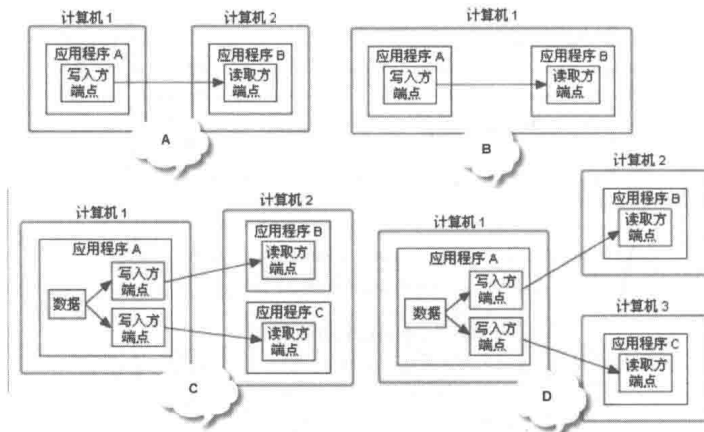 计算机 1
应用程序 A
写入方
端点
计算机 2
应用程序 B
读取方
端点
A
计算机 1
应用程序 A
写入方
端点
应用程序 B
读取方
端点
B
计算机 1
应用程序 A
数据
写入方
端点
写入方
端点
计算机 2
应用程序 B
读取方
端点
应用程序 C
读取方
端点
C
计算机 1
应用程序 A
数据
写入方
端点
写入方
端点
计算机 2
应用程序 B
读取方
端点
计算机 3
应用程序 C
读取方
端点
D